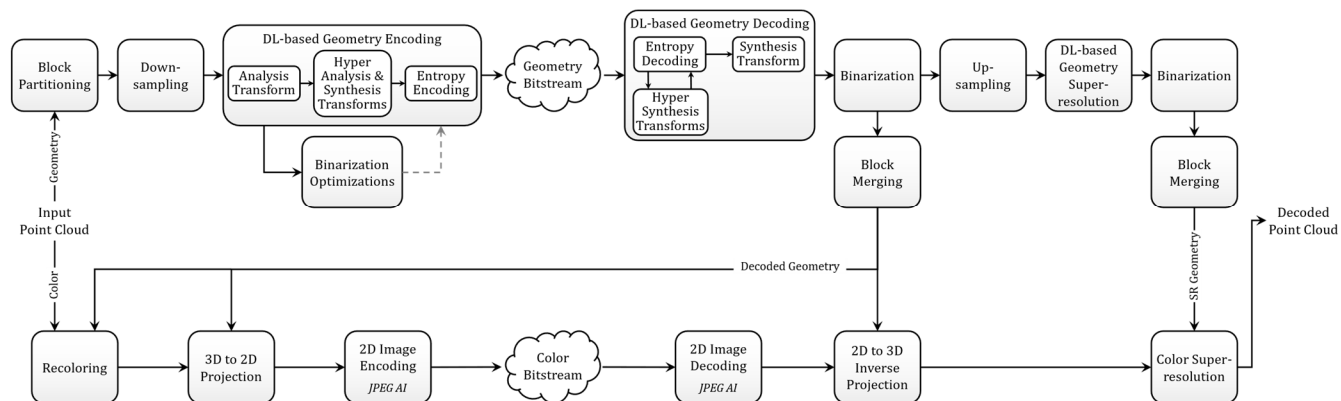 Block
Partitioning
Down-
sampling
DL-based Geometry Encoding
Analysis
Transform
Hyper
Analysis &
Synthesis
Transforms
Entropy
Encoding
Binarization
Optimizations
Geometry
Bitstream
DL-based Geometry Decoding
Entropy
Decoding
Synthesis
Transform
Hyper
Synthesis
Transforms
Binarization
Up-
sampling
DL-based
Geometry
Super-
resolution
Binarization
Block
Merging
Block
Merging
Geometry
Input
Point Cloud
Color
Decoded Geometry
SR Geometry
Decoded
Point Cloud
Recoloring
3D to 2D
Projection
2D Image
Encoding
JPEG AI
Color
Bitstream
2D Image
Decoding
JPEG AI
2D to 3D
Inverse
Projection
Color Super-
resolution